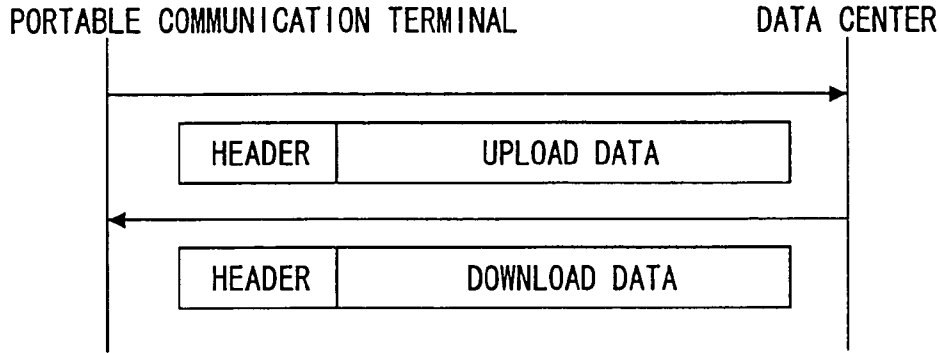 PORTABLE COMMUNICATION TERMINAL DATA CENTER
HEADER UPLOAD DATA
HEADER DOWNLOAD DATA